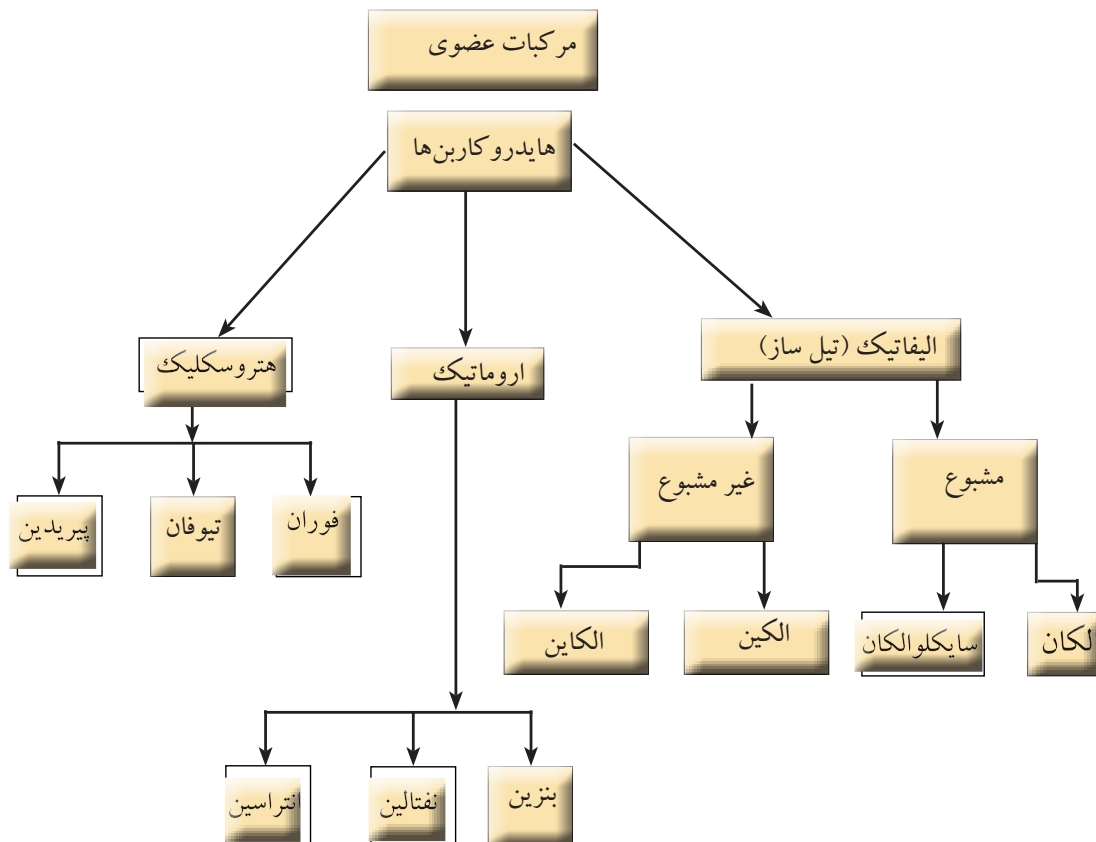 مرکبات عضوی
هایدروکاربن‌ها
الیفاتیک (تیل ساز)
اروماتیک
هتروسکلیک
مشبوع
غیر مشبوع
فوران
تیوفان
پیریدین
لکان
سایکلوالکان
الکین
الکاین
بنزین
نفتالین
انتراسین